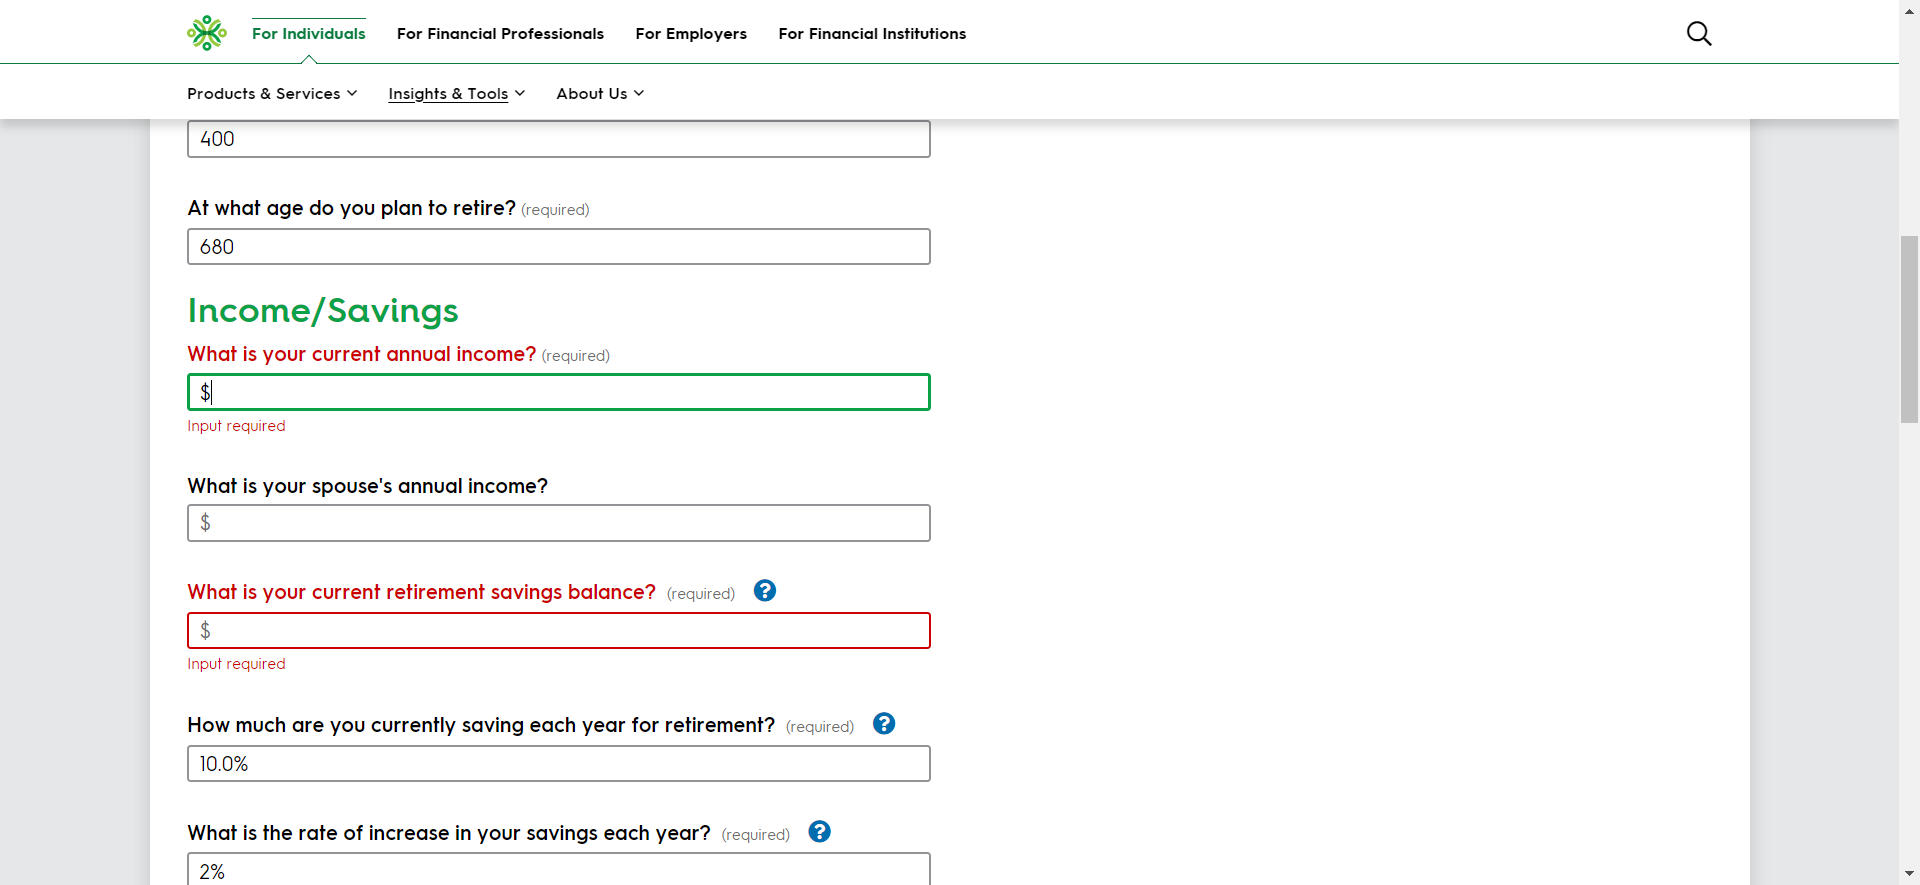 For Individuals For Financial Professionals For Employers For Financial Institutions
Products & Services Insights & Tools About Us
400
At what age do you plan to retire? (required)
680
Income/Savings
What is your current annual income? (required)
$
Input required
What is your spouse's annual income?
$
What is your current retirement savings balance? (required) ?
$
Input required
How much are you currently saving each year for retirement? (required) ?
10.0%
What is the rate of increase in your savings each year? (required) ?
2%